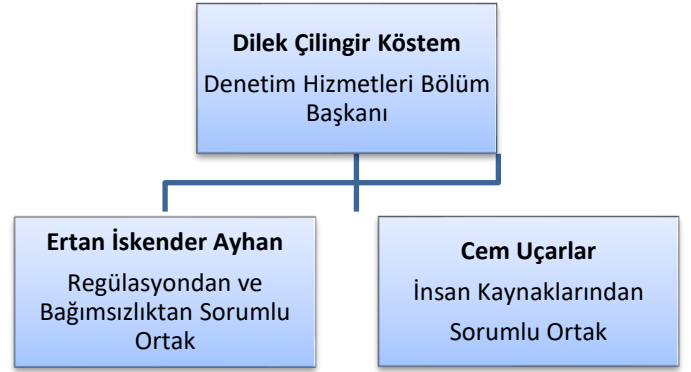 Dilek Çilingir Köstem
Denetim Hizmetleri Bölüm
Başkanı
Ertan İskender Ayhan
Regülasyondan ve
Bağımsızlıktan Sorumlu
Ortak
Cem Uçarlar
İnsan Kaynaklarından
Sorumlu Ortak